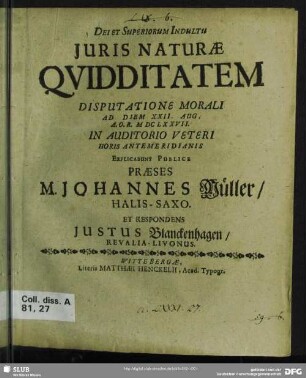 DEI ET SUPERIORUM INDULTU
JURIS NATURÆ
QVIDDITATEM
DISPUTATIONE MORALI
AD DIEM XXII. AUG.
A.O.R. M DC LXXVII.
IN AUDITORIO VETERI
HORIS ANTEMERIDIANIS
EXPLICABUNT PUBLICE
PRÆSES
M. JOHANNES Müller/
HALIS-SAXO.
ET RESPONDENS
JUSTUS Blanckenhagen/
REVALIA-LIVONUS.
WITTEBERGÆ,
Literis MATTHÆI HENCKELII, Acad. Typogr.
Coll. diss. A
81, 27
SLUB
DFG